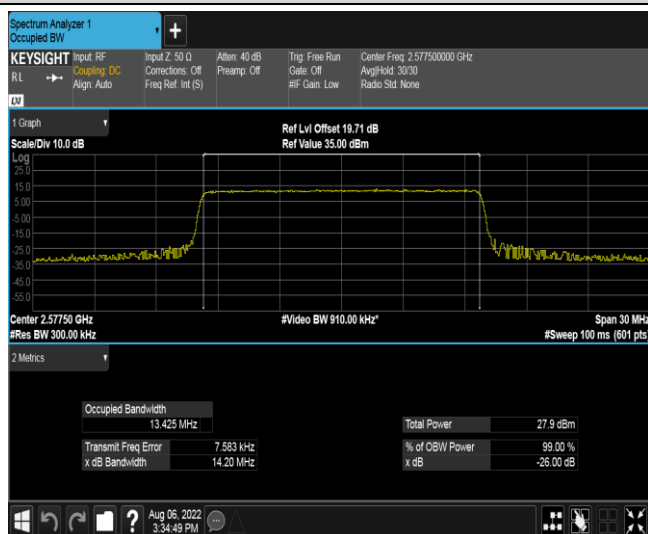 Spectrum Analyzer 1
Occupied BW
+
KEYSIGHT Input: RF Input Z: 50 Ω Atten: 40 dB Trig: Free Run Center Freq: 2.577500000 GHz
RL Coupling: DC Corrections: Off Preamp: Off Gate: Off Avg|Hold: 30/30
Align: Auto Freq Ref: Int (S) #IF Gain: Low Radio Std: None
LXI
1 Graph
Ref Lvl Offset 19.71 dB
Scale/Div 10.0 dB Ref Value 35.00 dBm
Log
25.0
15.0
5.00
-5.00
-15.0
-25.0
-35.0
-45.0
-55.0
Center 2.57750 GHz #Video BW 910.00 kHz* Span 30 MHz
#Res BW 300.00 kHz #Sweep 100 ms (601 pts)
2 Metrics
Occupied Bandwidth
13.425 MHz Total Power 27.9 dBm
Transmit Freq Error 7.583 kHz % of OBW Power 99.00 %
x dB Bandwidth 14.20 MHz x dB -26.00 dB
? Aug 06, 2022
3:34:49 PM